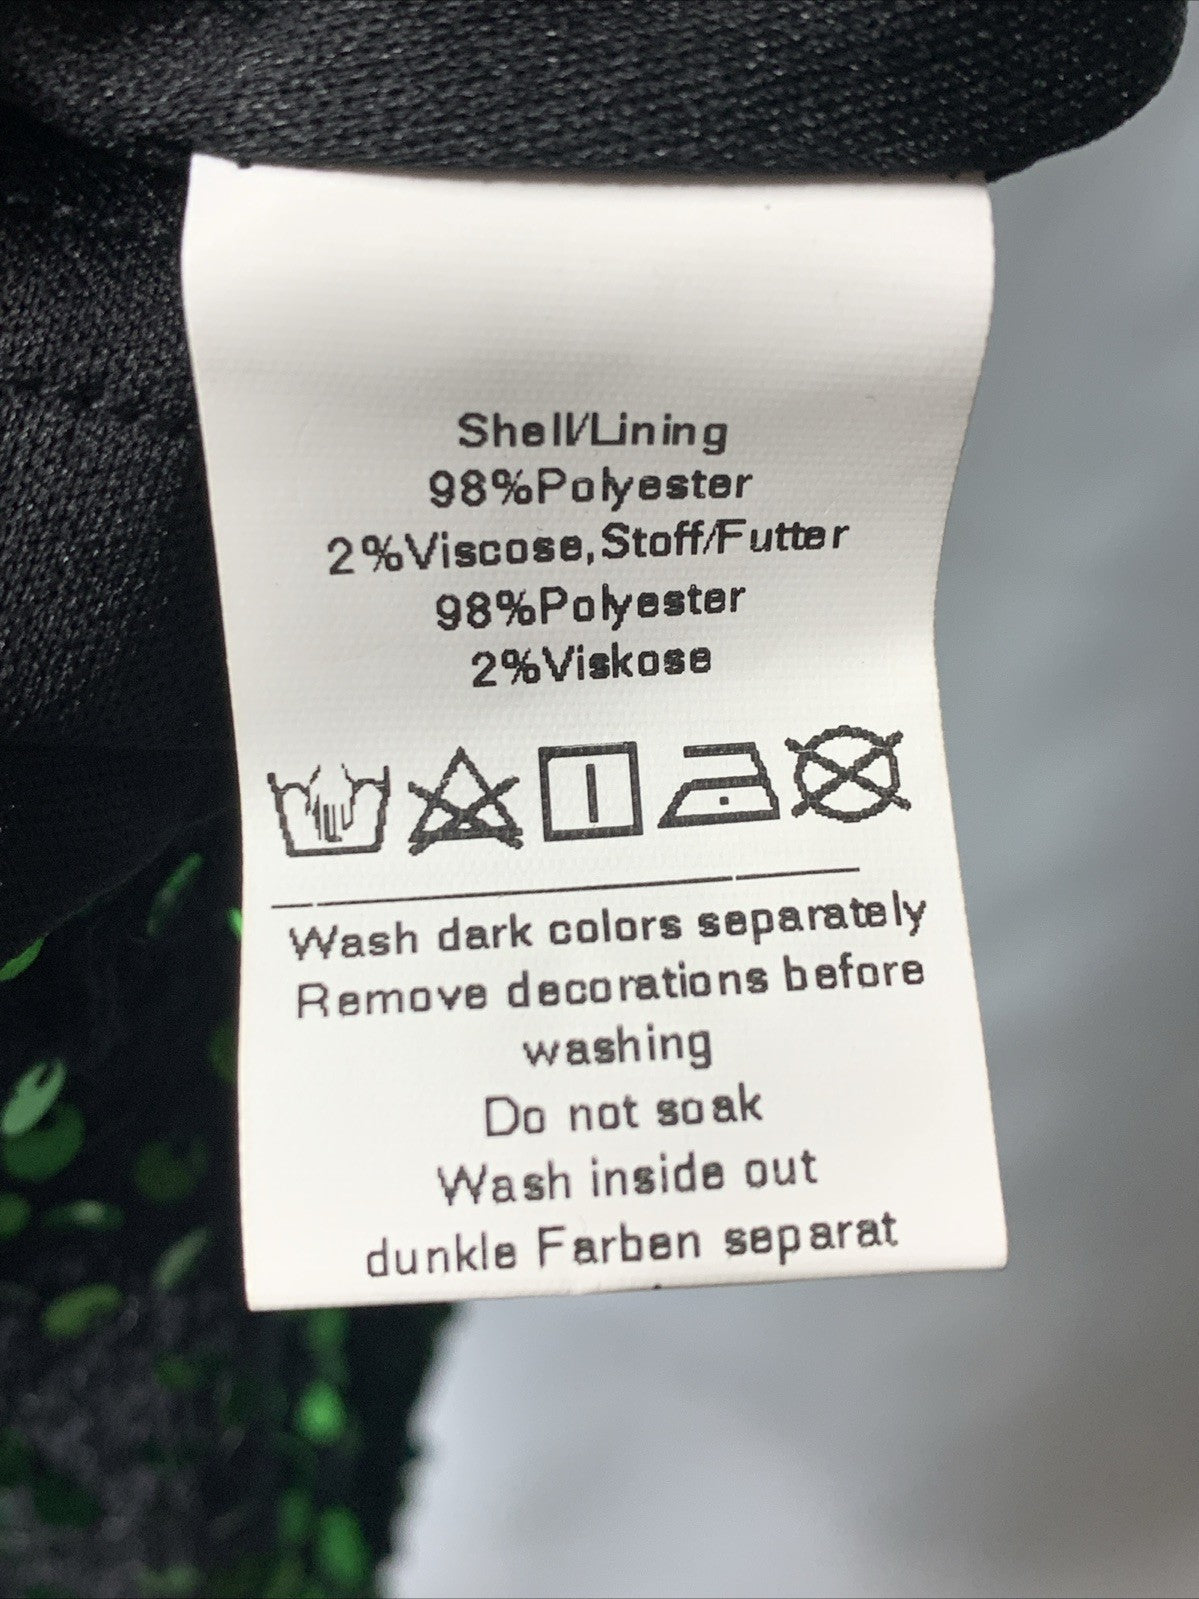 Shell/Lining
98%Polyester
2%Viscose,Stoff/Futter
98%Polyester
2%Viskose
Wash dark colors separately
Remove decorations before
washing
Do not soak
Wash inside out
dunkle Farben separat